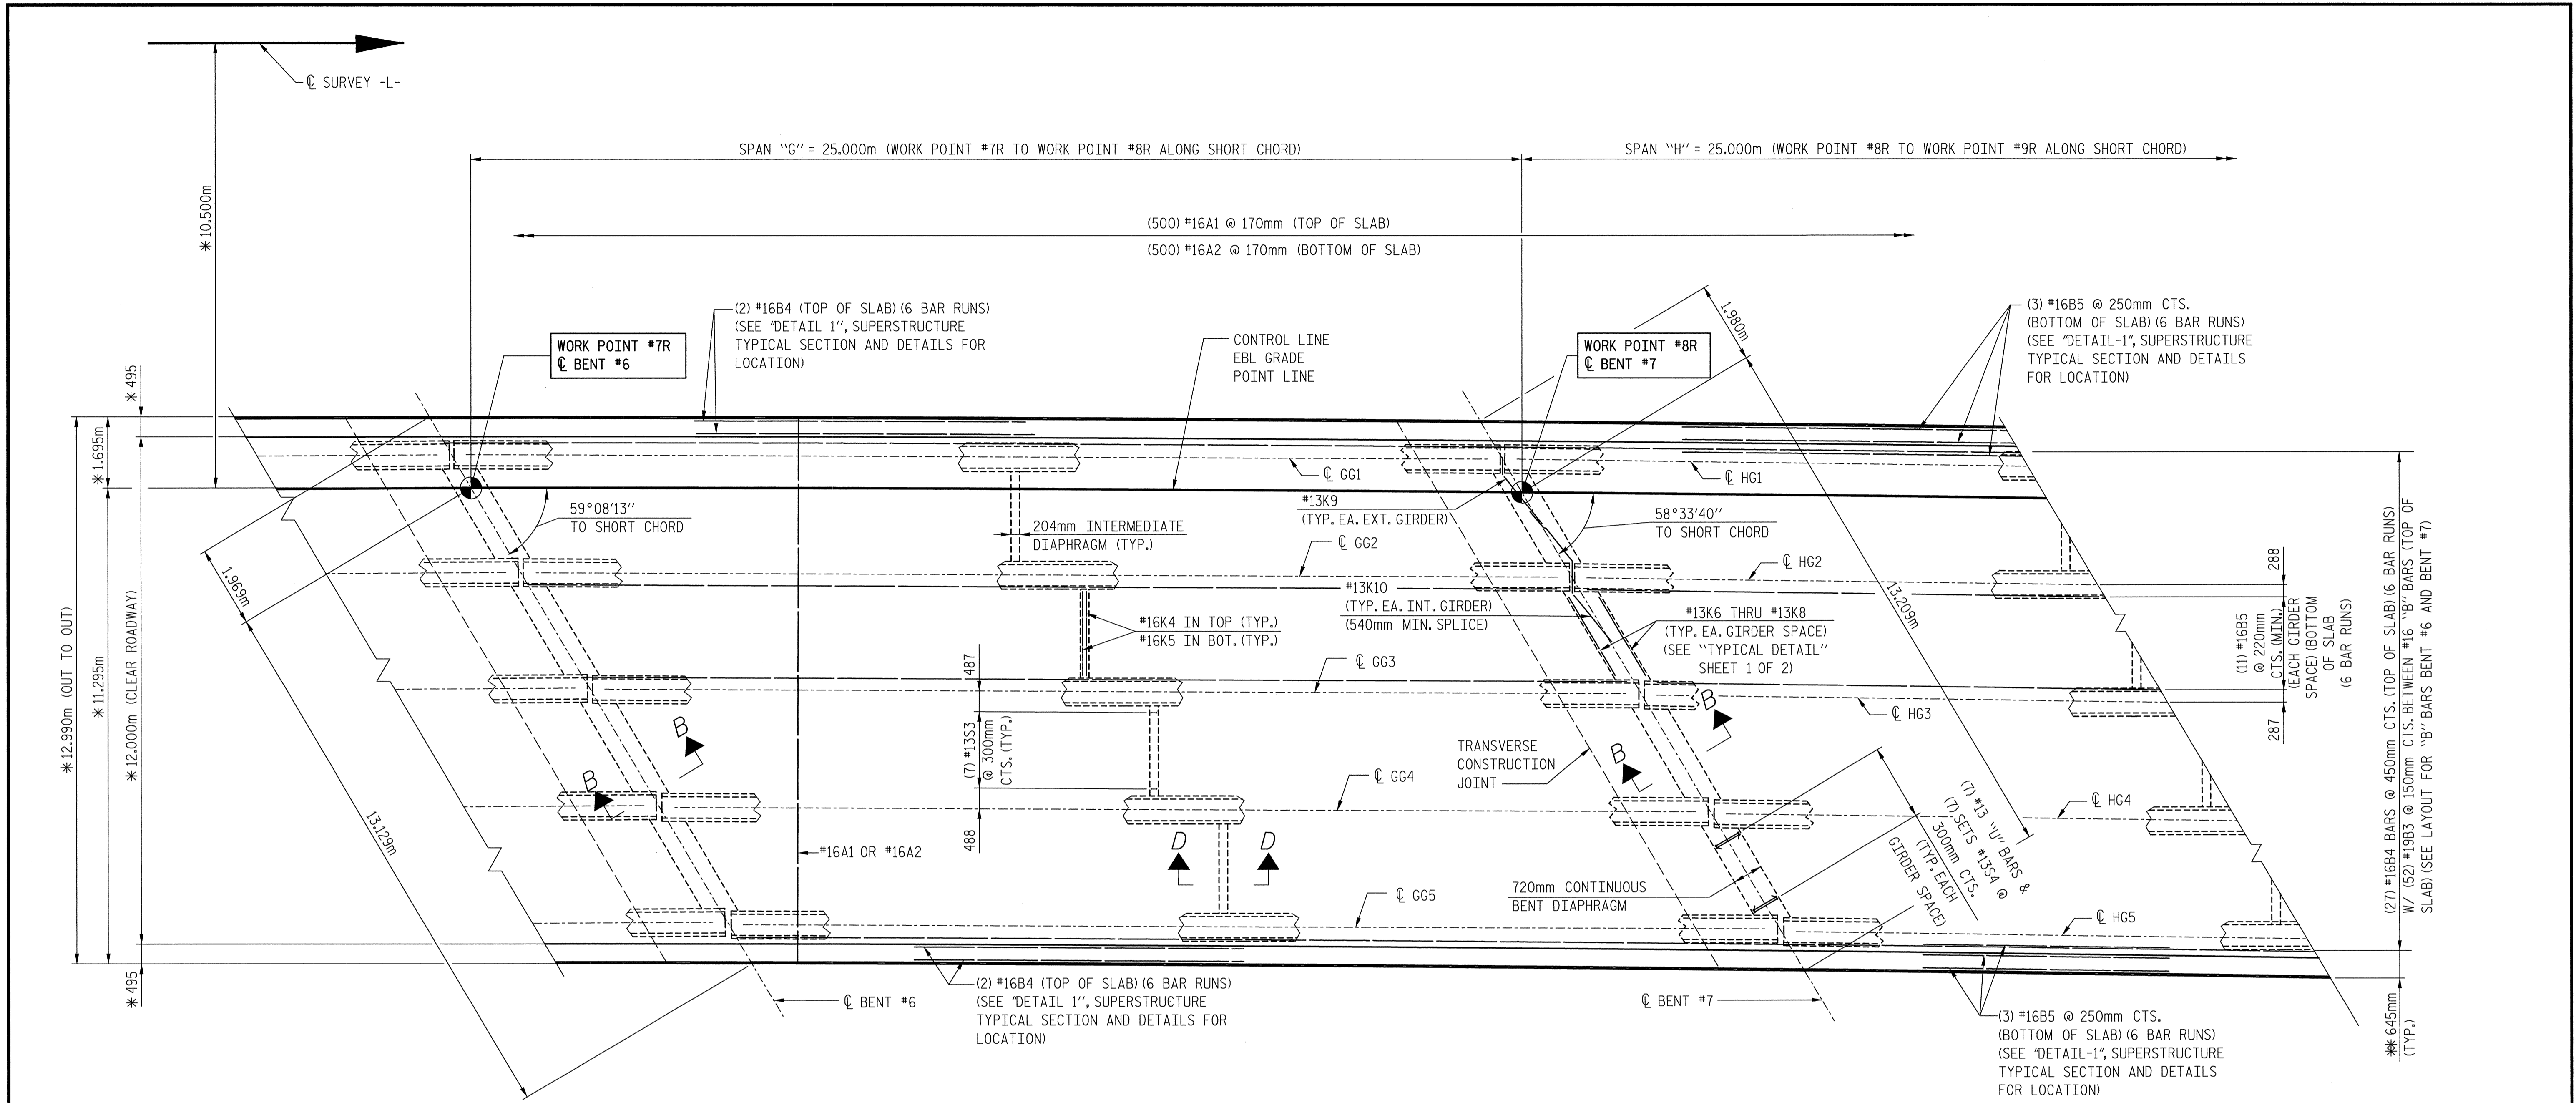 ℄ SURVEY -L-
SPAN "G" = 25.000m (WORK POINT #7R TO WORK POINT #8R ALONG SHORT CHORD)
SPAN "H" = 25.000m (WORK POINT #8R TO WORK POINT #9R ALONG SHORT CHORD)
*10.500m
(500) #16A1 @ 170mm (TOP OF SLAB)
(500) #16A2 @ 170mm (BOTTOM OF SLAB)
(2) #16B4 (TOP OF SLAB) (6 BAR RUNS)
(SEE "DETAIL 1", SUPERSTRUCTURE
TYPICAL SECTION AND DETAILS FOR
LOCATION)
WORK POINT #7R
℄ BENT #6
CONTROL LINE
EBL GRADE
POINT LINE
WORK POINT #8R
℄ BENT #7
1.980m
(3) #16B5 @ 250mm CTS.
(BOTTOM OF SLAB) (6 BAR RUNS)
(SEE "DETAIL-1", SUPERSTRUCTURE
TYPICAL SECTION AND DETAILS
FOR LOCATION)
*495
*1.695m
*12.990m (OUT TO OUT)
*11.295m
*12.000m (CLEAR ROADWAY)
*495
℄ GG1
℄ HG1
59°08'13"
TO SHORT CHORD
204mm INTERMEDIATE
DIAPHRAGM (TYP.)
℄ GG2
#13K9
(TYP. EA. EXT. GIRDER)
58°33'40"
TO SHORT CHORD
℄ HG2
1.969m
13.129m
#16K4 IN TOP (TYP.)
#16K5 IN BOT. (TYP.)
#13K10
(TYP. EA. INT. GIRDER)
(540mm MIN. SPLICE)
#13K6 THRU #13K8
(TYP. EA. GIRDER SPACE)
(SEE "TYPICAL DETAIL"
SHEET 1 OF 2)
13.209m
℄ GG3
℄ HG3
487
(7) #13S3
@ 300mm
CTS. (TYP.)
488
B
B
B
B
TRANSVERSE
CONSTRUCTION
JOINT
℄ GG4
℄ HG4
#16A1 OR #16A2
D
D
720mm CONTINUOUS
BENT DIAPHRAGM
(7) #13 "U" BARS &
(7) SETS #13S4 @
300mm CTS.
(TYP. EACH
GIRDER SPACE)
℄ GG5
℄ HG5
288
(11) #16B5
@ 220mm
CTS. (MIN.)
(EACH GIRDER
SPACE) (BOTTOM
OF SLAB
(6 BAR RUNS)
287
(27) #16B4 BARS @ 450mm CTS. (TOP OF SLAB) (6 BAR RUNS)
W/ (52) #19B3 @ 150mm CTS. BETWEEN #16 "B" BARS (TOP OF
SLAB) (SEE LAYOUT FOR "B" BARS BENT #6 AND BENT #7)
**645mm
(TYP.)
(2) #16B4 (TOP OF SLAB) (6 BAR RUNS)
(SEE "DETAIL 1", SUPERSTRUCTURE
TYPICAL SECTION AND DETAILS FOR
LOCATION)
℄ BENT #6
℄ BENT #7
(3) #16B5 @ 250mm CTS.
(BOTTOM OF SLAB) (6 BAR RUNS)
(SEE "DETAIL-1", SUPERSTRUCTURE
TYPICAL SECTION AND DETAILS
FOR LOCATION)